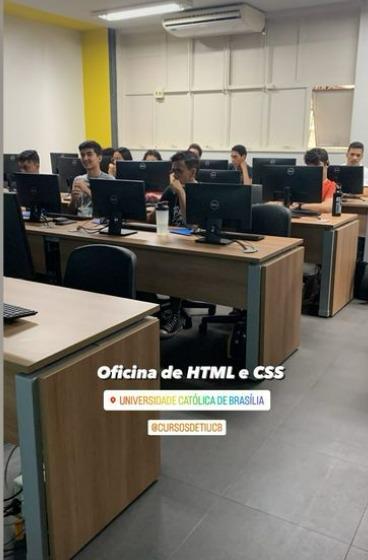 Oficina de HTML e CSS
UNIVERSIDADE CATÓLICA DE BRASÍLIA
@CURSOSDETIUCB